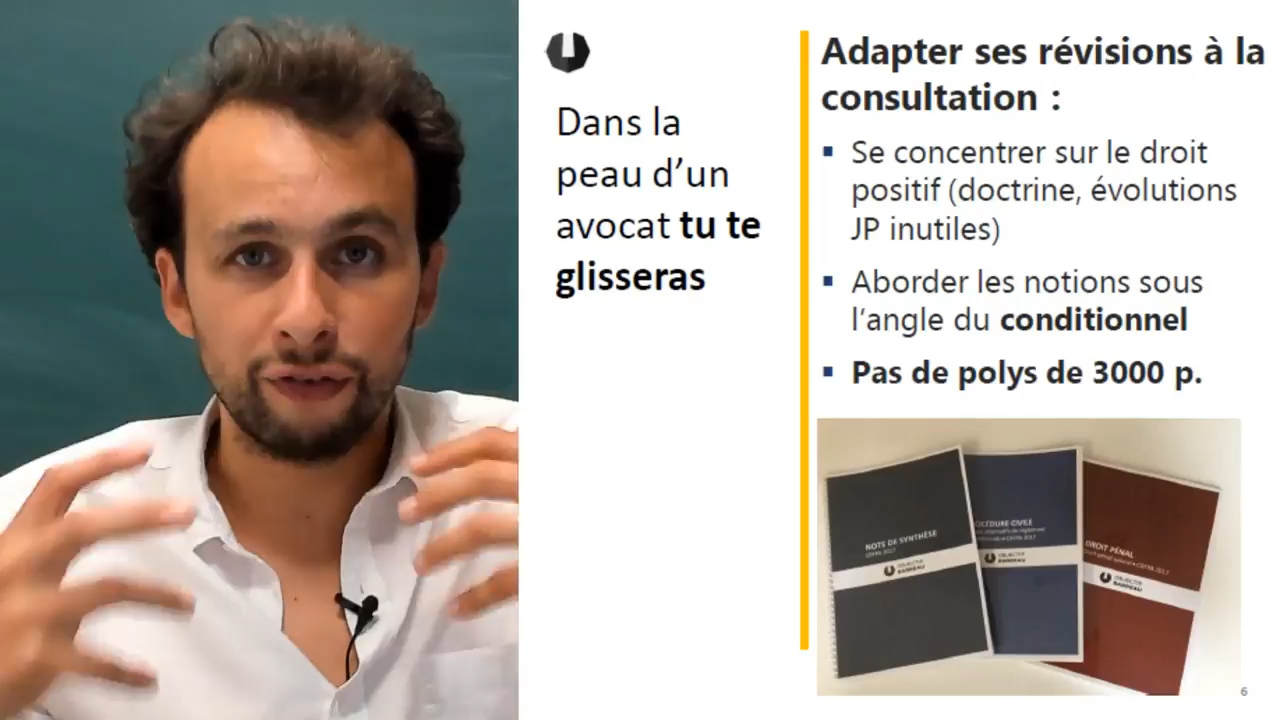 Dans la
peau d’un
avocat tu te
glisseras
Adapter ses révisions à la
consultation :
Se concentrer sur le droit
positif (doctrine, évolutions
JP inutiles)
Aborder les notions sous
l’angle du conditionnel
Pas de polys de 3000 p.
NOTE DE SYNTHÈSE
CRFPA 2017
OBJECTIF
BARREAU
OCÉDURE CIVILE
CRFPA 2017
OBJECTIF
BARREAU
DROIT PÉNAL
CRFPA 2017
OBJECTIF
BARREAU
6